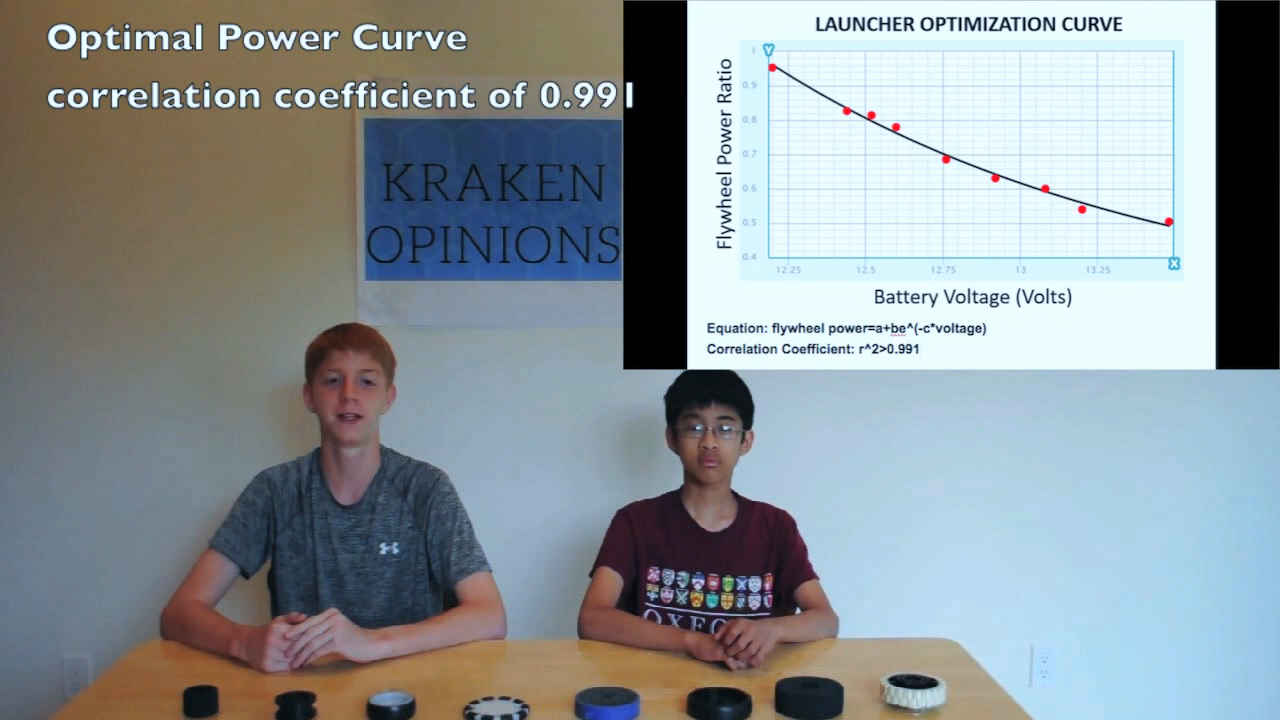 Optimal Power Curve
correlation coefficient of 0.991
KRAKEN
OPINIONS
LAUNCHER OPTIMIZATION CURVE
Y
1
0.9
0.8
0.7
0.6
0.5
0.4
Flywheel Power Ratio
12.25 12.5 12.75 13 13.25
X
Battery Voltage (Volts)
Equation: flywheel power=a+be^(-c*voltage)
Correlation Coefficient: r^2>0.991